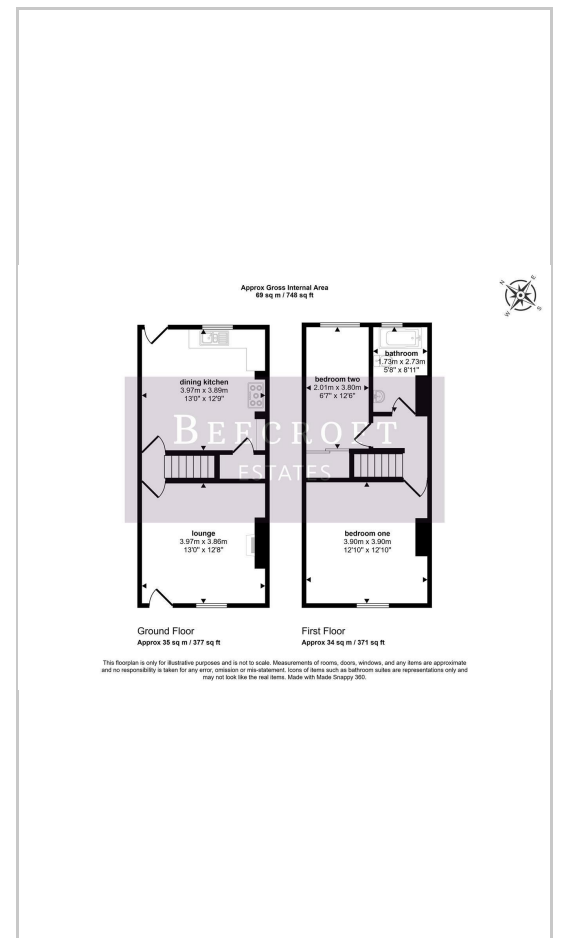 Approx Gross Internal Area
69 sq m / 748 sq ft
N
E
S
W
dining kitchen
3.97m x 3.89m
13'0" x 12'9"
bedroom two
2.01m x 3.80m
6'7" x 12'6"
bathroom
1.73m x 2.73m
5'8" x 8'11"
BEECROFT
ESTATES
lounge
3.97m x 3.86m
13'0" x 12'8"
bedroom one
3.90m x 3.90m
12'10" x 12'10"
Ground Floor
Approx 35 sq m / 377 sq ft
First Floor
Approx 34 sq m / 371 sq ft
This floorplan is only for illustrative purposes and is not to scale. Measurements of rooms, doors, windows, and any items are approximate
and no responsibility is taken for any error, omission or mis-statement. Icons of items such as bathroom suites are representations only and
may not look like the real items. Made with Made Snappy 360.